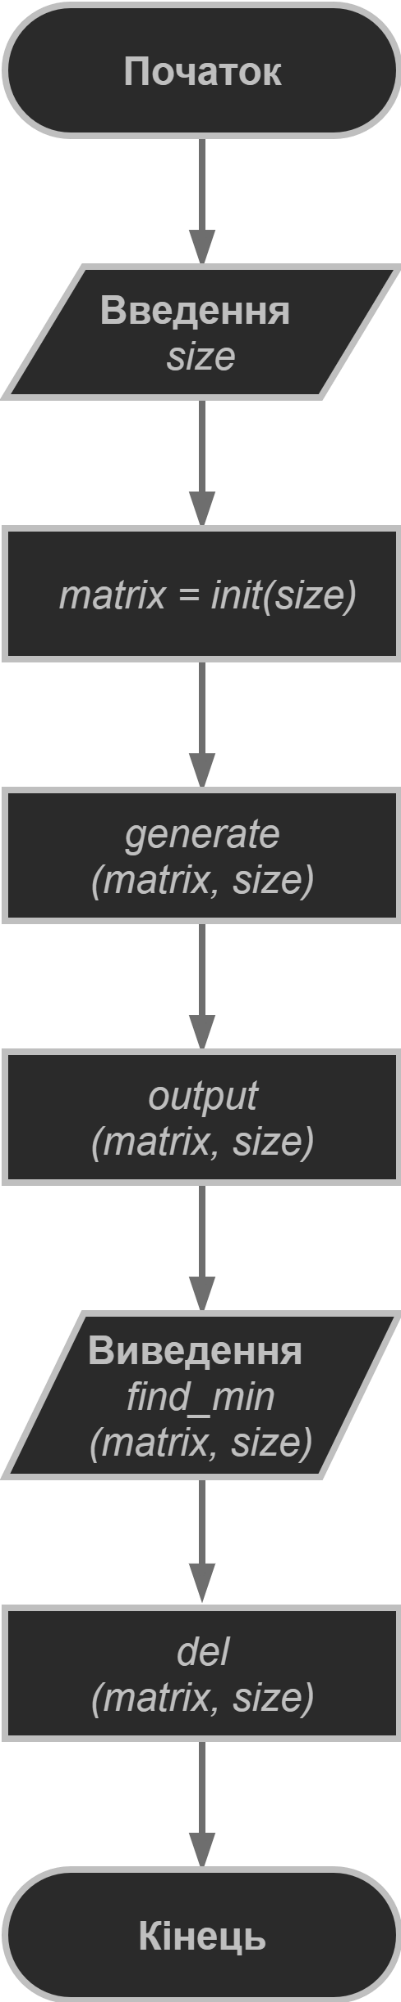 Початок
Введення
size
matrix = init(size)
generate
(matrix, size)
output
(matrix, size)
Виведення
find_min
(matrix, size)
del
(matrix, size)
Кінець